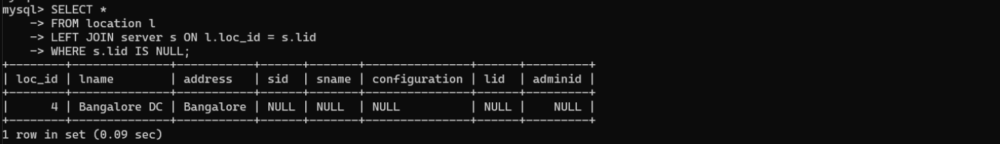 mysql> SELECT *
    -> FROM location l
    -> LEFT JOIN server s ON l.loc_id = s.lid
    -> WHERE s.lid IS NULL;
+--------+--------------+-----------+------+-------+---------------+------+---------+
| loc_id | lname        | address   | sid  | sname | configuration | lid  | adminid |
+--------+--------------+-----------+------+-------+---------------+------+---------+
|      4 | Bangalore DC | Bangalore | NULL | NULL  | NULL          | NULL |    NULL |
+--------+--------------+-----------+------+-------+---------------+------+---------+
1 row in set (0.09 sec)